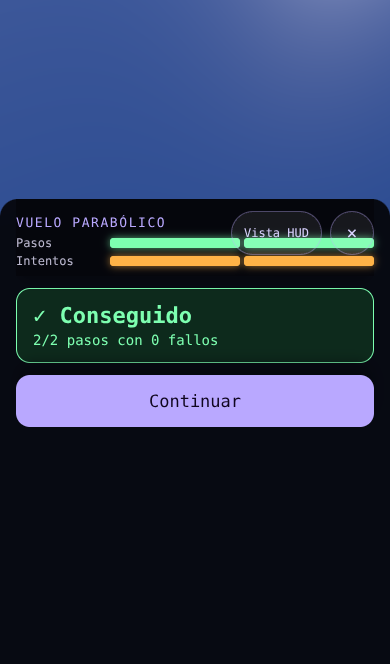 VUELO PARABÓLICO
Vista HUD ×
Pasos
Intentos
✓ Conseguido
2/2 pasos con 0 fallos
Continuar